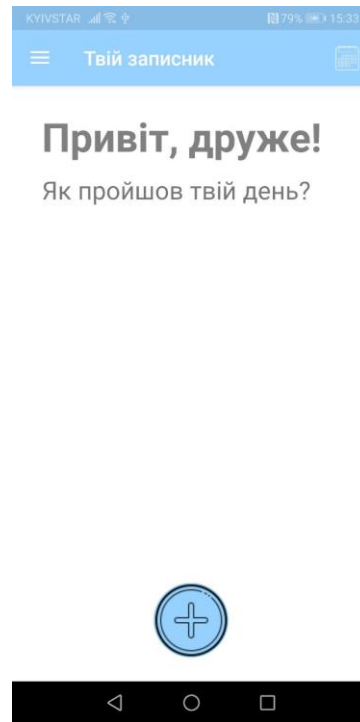 KYIVSTAR 79% 15:33
Твій записник
Привіт, друже!
Як пройшов твій день?